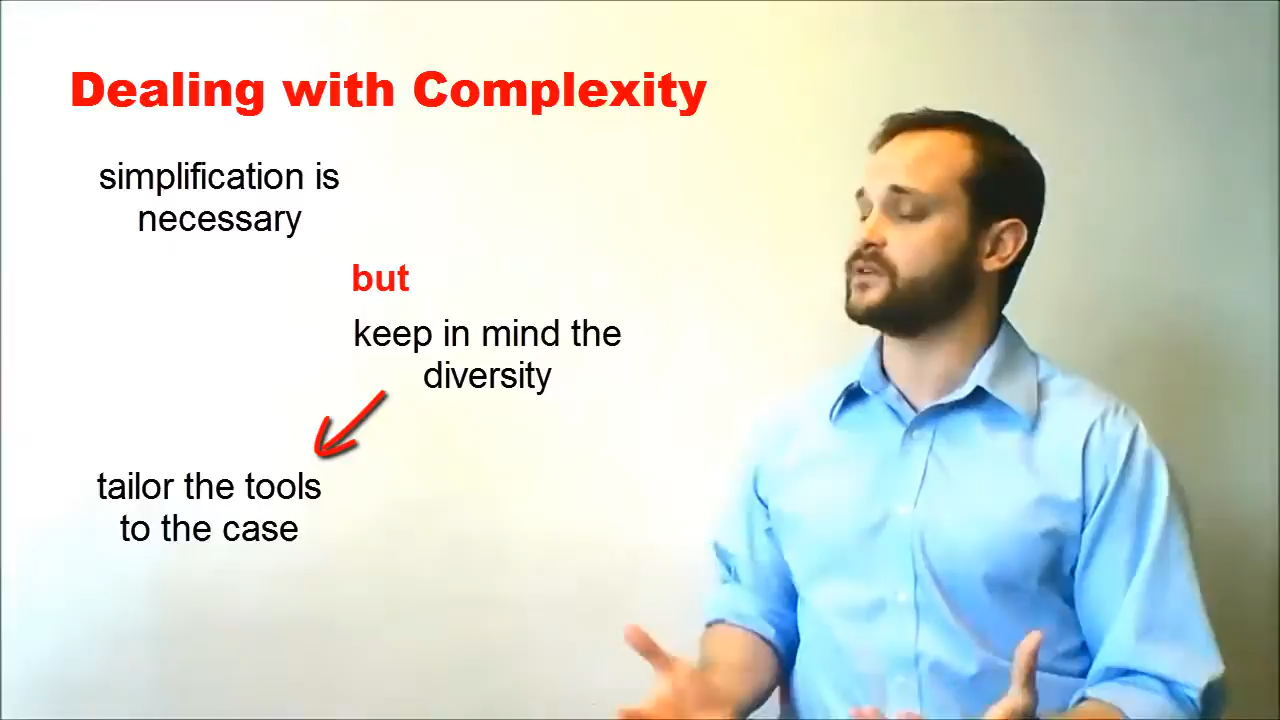 Dealing with Complexity
simplification is
necessary
but
keep in mind the
diversity
tailor the tools
to the case